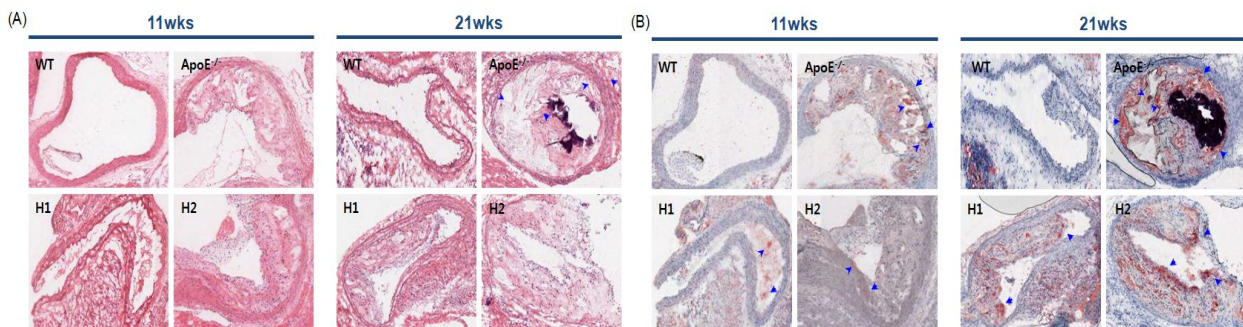 (A) 11wks 21wks
WT ApoE-/- WT ApoE-/-
H1 H2 H1 H2
(B) 11wks 21wks
WT ApoE-/- WT ApoE-/-
H1 H2 H1 H2